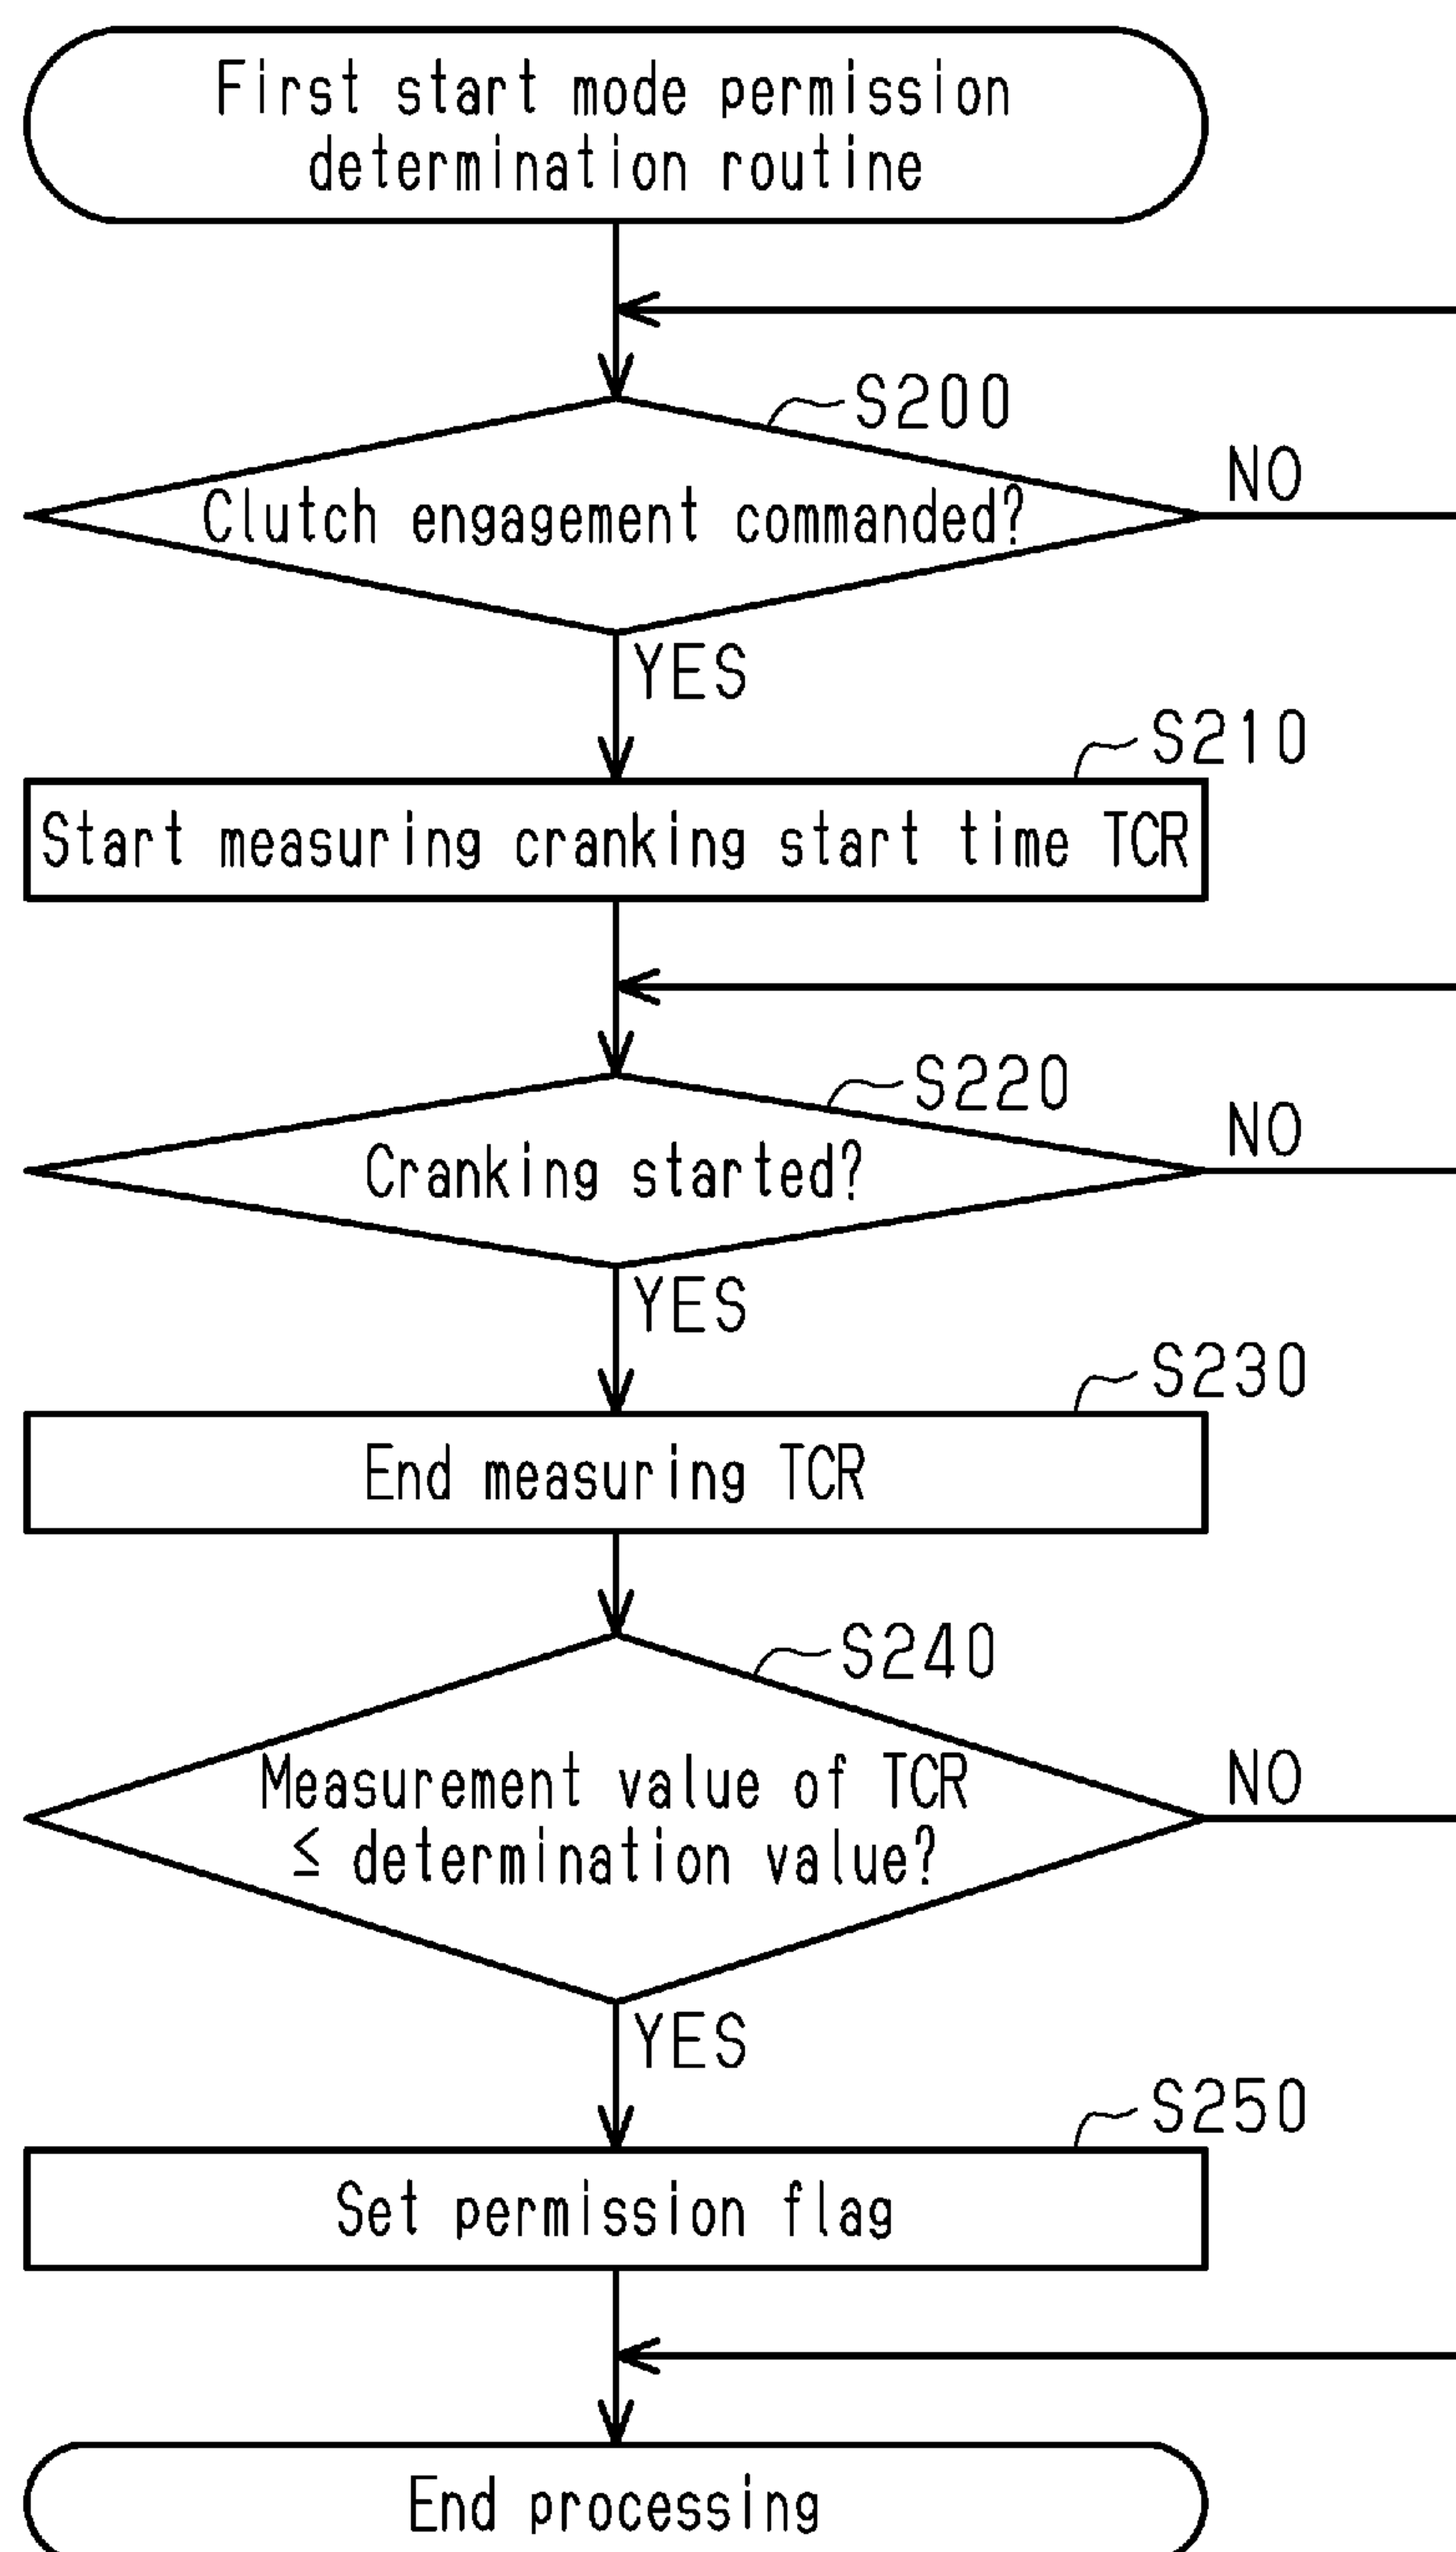 First start mode permission
determination routine
S200
Clutch engagement commanded?
NO
YES
S210
Start measuring cranking start time TCR
S220
Cranking started?
NO
YES
S230
End measuring TCR
S240
Measurement value of TCR
≤ determination value?
NO
YES
S250
Set permission flag
End processing